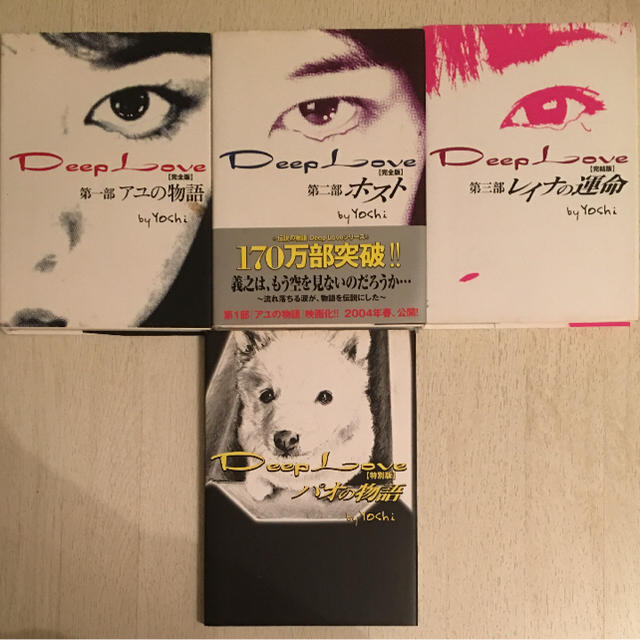 Deep Love
【完全版】
第一部 アユの物語
by Yoshi
Deep Love
【完全版】
第二部 ホスト
by Yoshi
~伝説の物語 Deep Loveシリーズ~
170万部突破!!
義之は、もう空を見ないのだろうか…
~流れ落ちる涙が、物語を伝説にした~
第1部「アユの物語」映画化!! 2004年春、公開!
Deep Love
【完結版】
第三部 レイナの運命
by Yoshi
Deep Love
【特別版】
パオの物語
by Yoshi